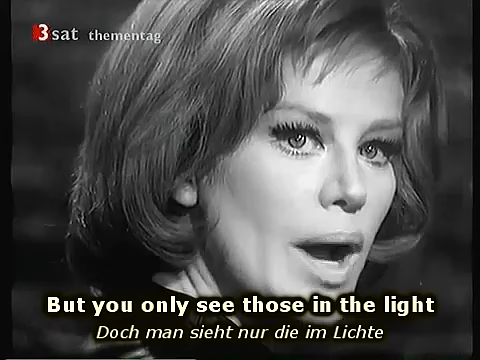 3sat thementag
But you only see those in the light
Doch man sieht nur die im Lichte